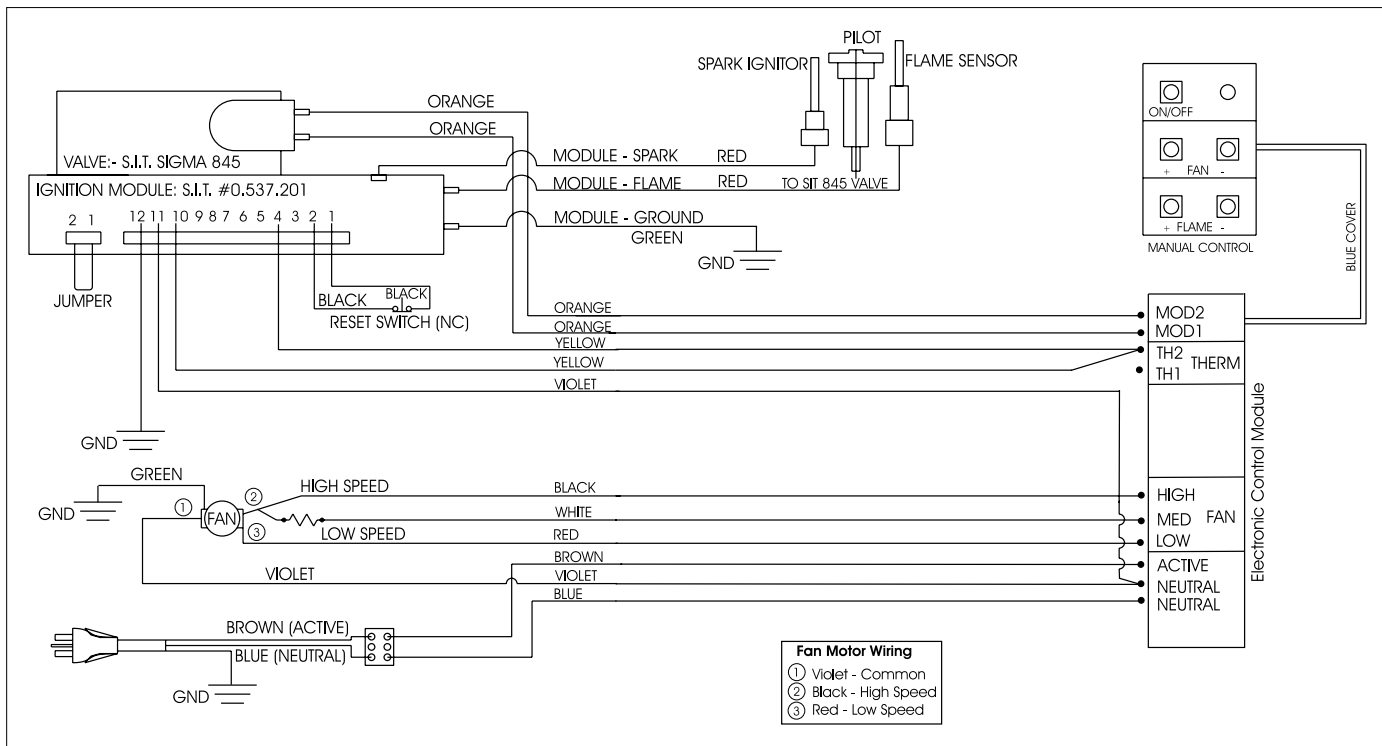 PILOT
SPARK IGNITOR
FLAME SENSOR
ORANGE
ORANGE
VALVE:- S.I.T. SIGMA 845
MODULE - SPARK RED
IGNITION MODULE: S.I.T. #0.537.201
MODULE - FLAME RED
TO SIT 845 VALVE
2 1
12 11 10 9 8 7 6 5 4 3 2 1
MODULE - GROUND
GREEN
GND
JUMPER
BLACK
BLACK
RESET SWITCH (NC)
ON/OFF
+ FAN -
+ FLAME -
MANUAL CONTROL
BLUE COVER
ORANGE
MOD2
ORANGE
MOD1
YELLOW
TH2
THERM
YELLOW
TH1
VIOLET
GND
Electronic Control Module
GREEN
GND
1
FAN
2
3
HIGH SPEED
BLACK
HIGH
WHITE
MED
FAN
LOW SPEED
RED
LOW
BROWN
ACTIVE
VIOLET
VIOLET
NEUTRAL
BLUE
NEUTRAL
BROWN (ACTIVE)
BLUE (NEUTRAL)
GND
Fan Motor Wiring
1 Violet - Common
2 Black - High Speed
3 Red - Low Speed